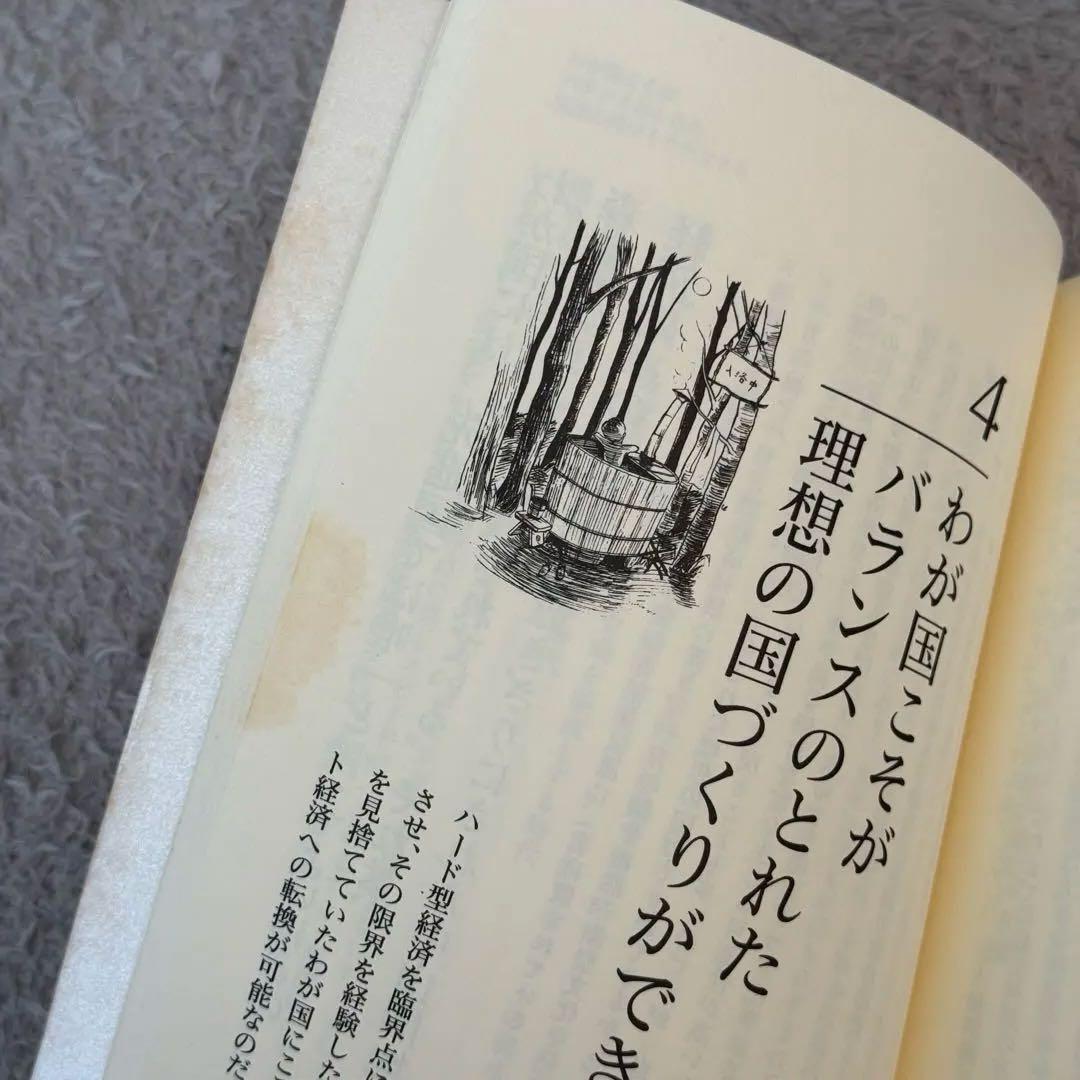 4
わが国こそが
バランスのとれた
理想の国づくりができ
入浴中
ハード型経済を臨界点に
させ、その限界を経験した
を見捨てていたわが国にこ
ト経済への転換が可能なのだ